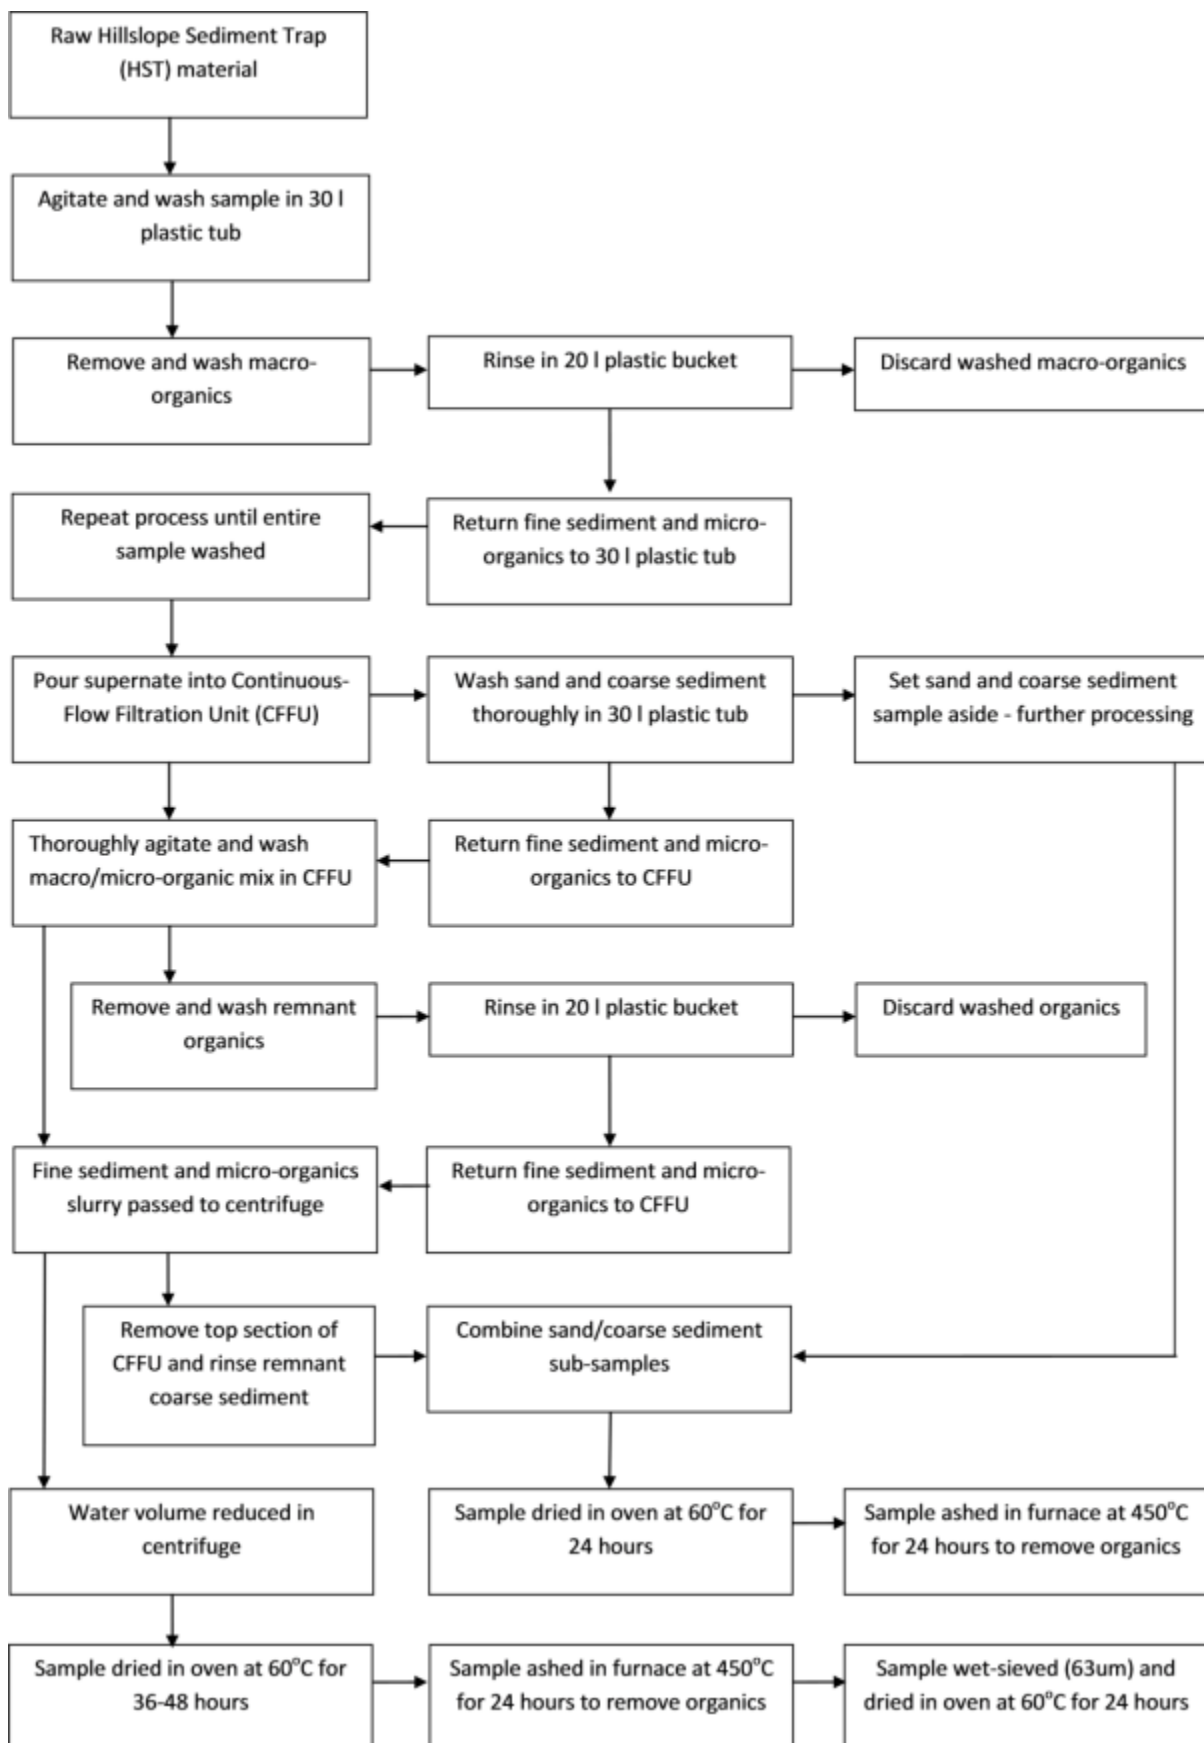 Raw Hillslope Sediment Trap
(HST) material
Agitate and wash sample in 30 l
plastic tub
Remove and wash macro-
organics
Rinse in 20 l plastic bucket
Discard washed macro-organics
Repeat process until entire
sample washed
Return fine sediment and micro-
organics to 30 l plastic tub
Pour supernate into Continuous-
Flow Filtration Unit (CFFU)
Wash sand and coarse sediment
thoroughly in 30 l plastic tub
Set sand and coarse sediment
sample aside - further processing
Thoroughly agitate and wash
macro/micro-organic mix in CFFU
Return fine sediment and micro-
organics to CFFU
Remove and wash remnant
organics
Rinse in 20 l plastic bucket
Discard washed organics
Fine sediment and micro-organics
slurry passed to centrifuge
Return fine sediment and micro-
organics to CFFU
Remove top section of
CFFU and rinse remnant
coarse sediment
Combine sand/coarse sediment
sub-samples
Water volume reduced in
centrifuge
Sample dried in oven at 60°C for
24 hours
Sample ashed in furnace at 450°C
for 24 hours to remove organics
Sample dried in oven at 60°C for
36-48 hours
Sample ashed in furnace at 450°C
for 24 hours to remove organics
Sample wet-sieved (63um) and
dried in oven at 60°C for 24 hours